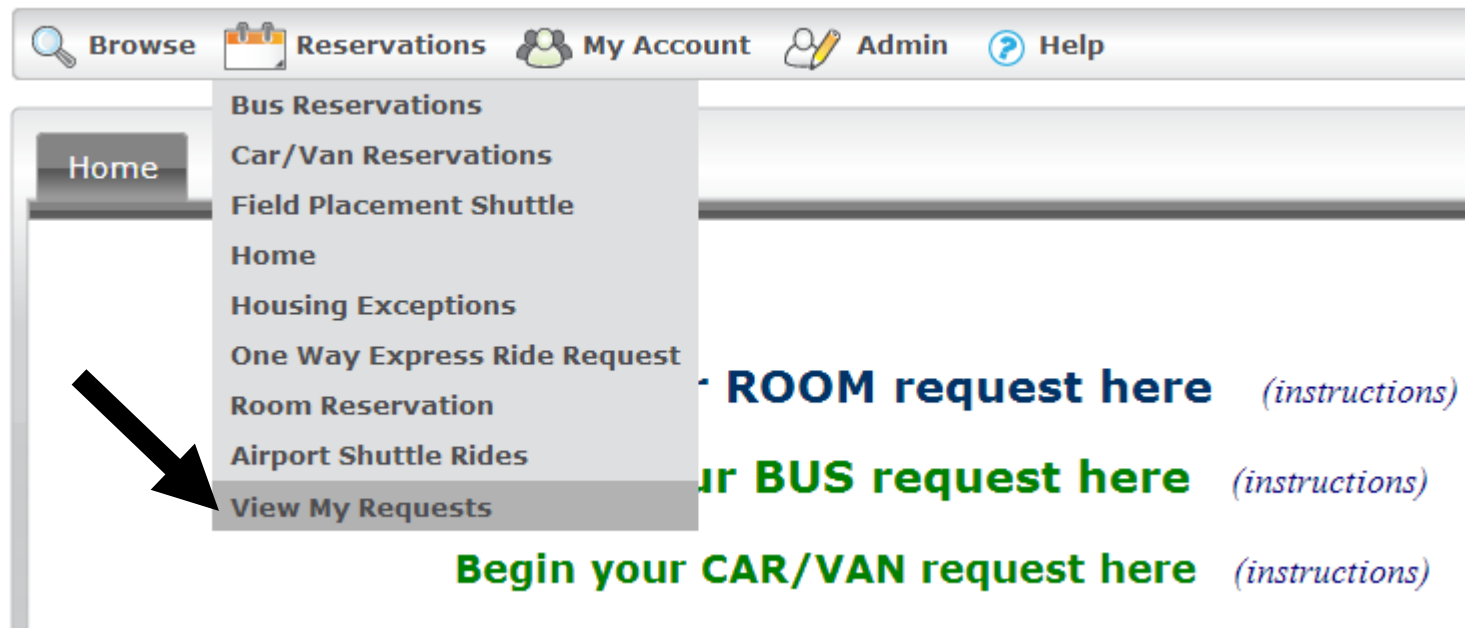 Browse Reservations My Account Admin Help
Home
Bus Reservations
Car/Van Reservations
Field Placement Shuttle
Home
Housing Exceptions
One Way Express Ride Request
Room Reservation
Airport Shuttle Rides
View My Requests
ROOM request here (instructions)
BUS request here (instructions)
Begin your CAR/VAN request here (instructions)